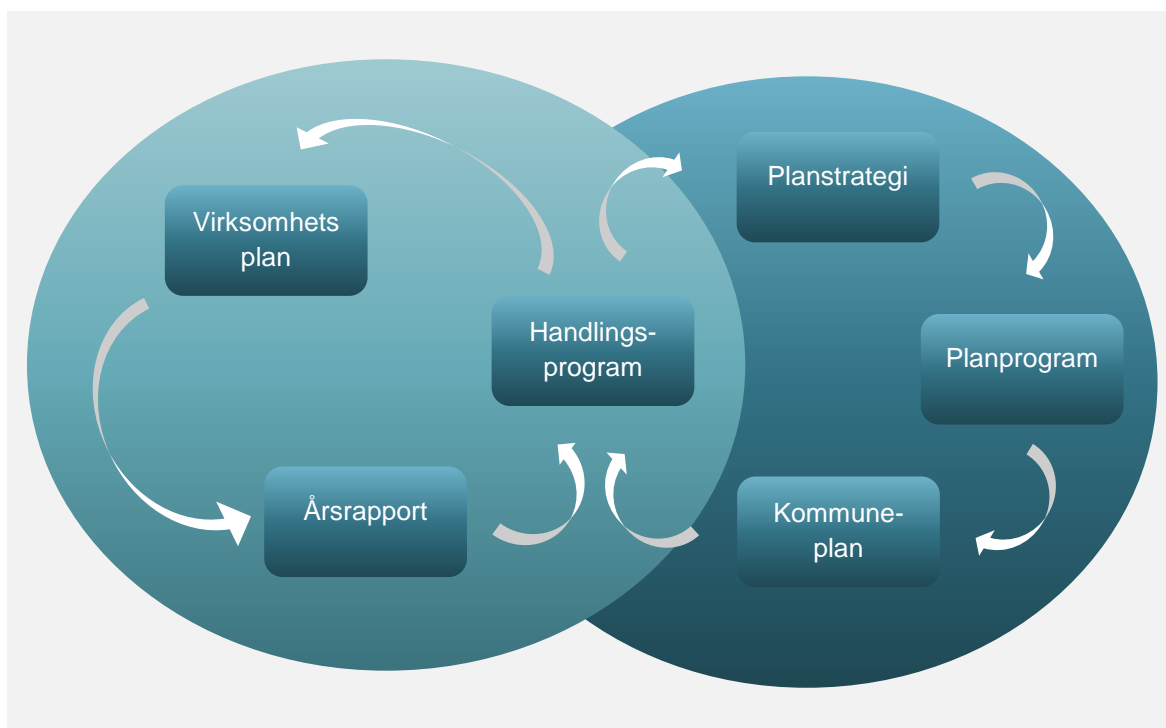 Planstrategi
Virksomhets
plan
Handlings-
program
Planprogram
Årsrapport
Kommune-
plan